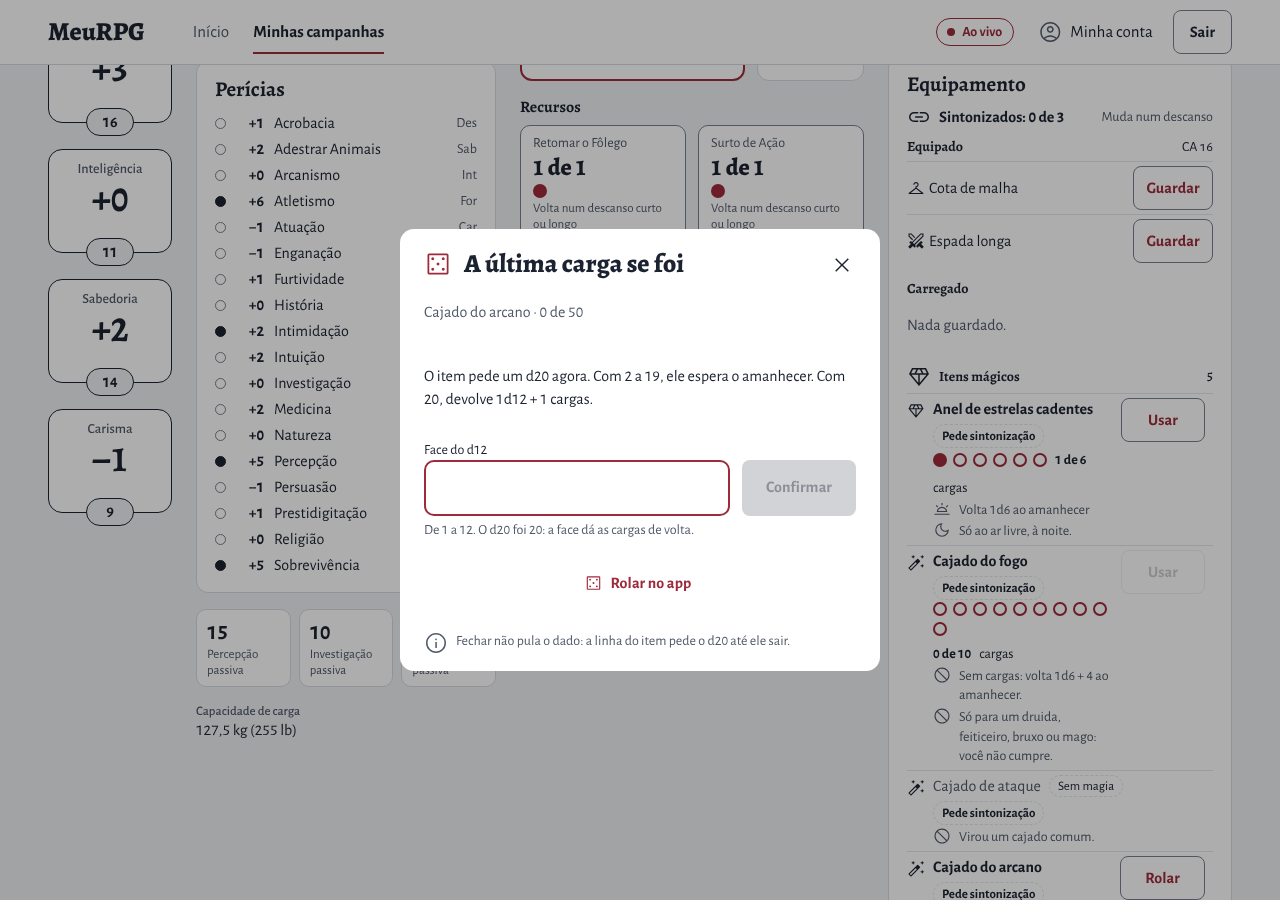 MeuRPG
Início
Minhas campanhas
Ao vivo
Minha conta
Sair
+3
16
Inteligência
+0
11
Sabedoria
+2
14
Carisma
−1
9
Perícias
+1 Acrobacia Des
+2 Adestrar Animais Sab
+0 Arcanismo Int
+6 Atletismo For
−1 Atuação Car
−1 Enganação
+1 Furtividade
+0 História
+2 Intimidação
+2 Intuição
+0 Investigação
+2 Medicina
+0 Natureza
+5 Percepção
−1 Persuasão
+1 Prestidigitação
+0 Religião
+5 Sobrevivência
15
Percepção
passiva
10
Investigação
passiva
passiva
Capacidade de carga
127,5 kg (255 lb)
Recursos
Retomar o Fôlego
1 de 1
Volta num descanso curto
ou longo
Surto de Ação
1 de 1
Volta num descanso curto
ou longo
A última carga se foi
Cajado do arcano · 0 de 50
O item pede um d20 agora. Com 2 a 19, ele espera o amanhecer. Com
20, devolve 1d12 + 1 cargas.
Face do d12
Confirmar
De 1 a 12. O d20 foi 20: a face dá as cargas de volta.
Rolar no app
Fechar não pula o dado: a linha do item pede o d20 até ele sair.
Equipamento
Sintonizados: 0 de 3
Muda num descanso
Equipado
CA 16
Cota de malha
Guardar
Espada longa
Guardar
Carregado
Nada guardado.
Itens mágicos
5
Anel de estrelas cadentes
Usar
Pede sintonização
1 de 6
cargas
Volta 1d6 ao amanhecer
Só ao ar livre, à noite.
Cajado do fogo
Usar
Pede sintonização
0 de 10 cargas
Sem cargas: volta 1d6 + 4 ao
amanhecer.
Só para um druida,
feiticeiro, bruxo ou mago:
você não cumpre.
Cajado de ataque
Sem magia
Pede sintonização
Virou um cajado comum.
Cajado do arcano
Rolar
Pede sintonização